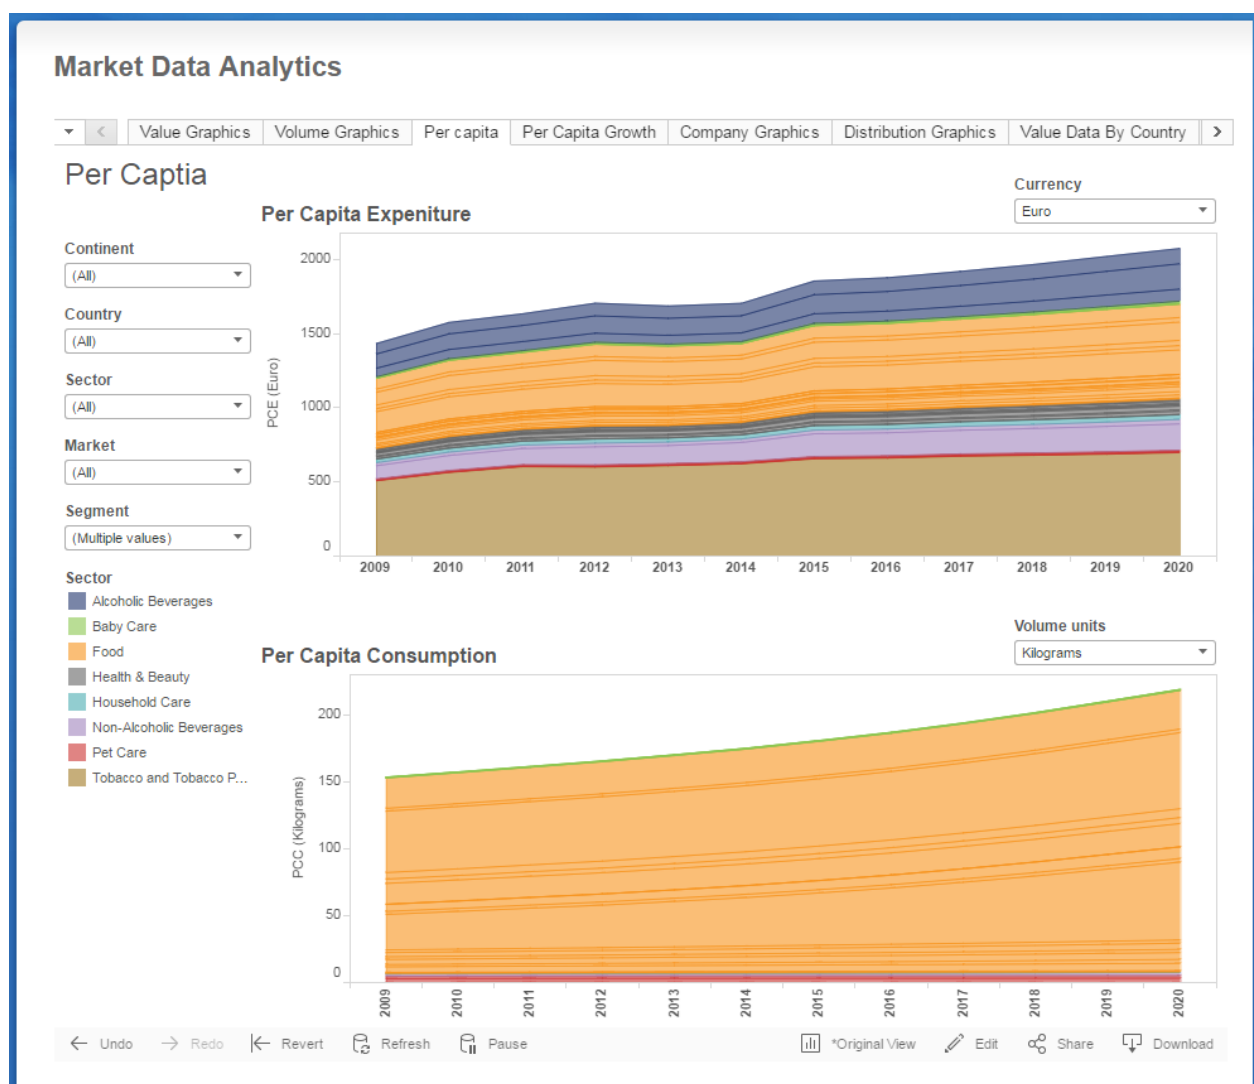 Market Data Analytics
Value Graphics Volume Graphics Per capita Per Capita Growth Company Graphics Distribution Graphics Value Data By Country
Per Captia
Currency
Euro
Per Capita Expeniture
Continent
(All)
Country
(All)
Sector
(All)
Market
(All)
Segment
(Multiple values)
Sector
Alcoholic Beverages
Baby Care
Food
Health & Beauty
Household Care
Non-Alcoholic Beverages
Pet Care
Tobacco and Tobacco P...
PCE (Euro)
2000
1500
1000
500
0
2009 2010 2011 2012 2013 2014 2015 2016 2017 2018 2019 2020
Volume units
Kilograms
Per Capita Consumption
PCC (Kilograms)
200
150
100
50
0
2009 2010 2011 2012 2013 2014 2015 2016 2017 2018 2019 2020
Undo Redo Revert Refresh Pause *Original View Edit Share Download